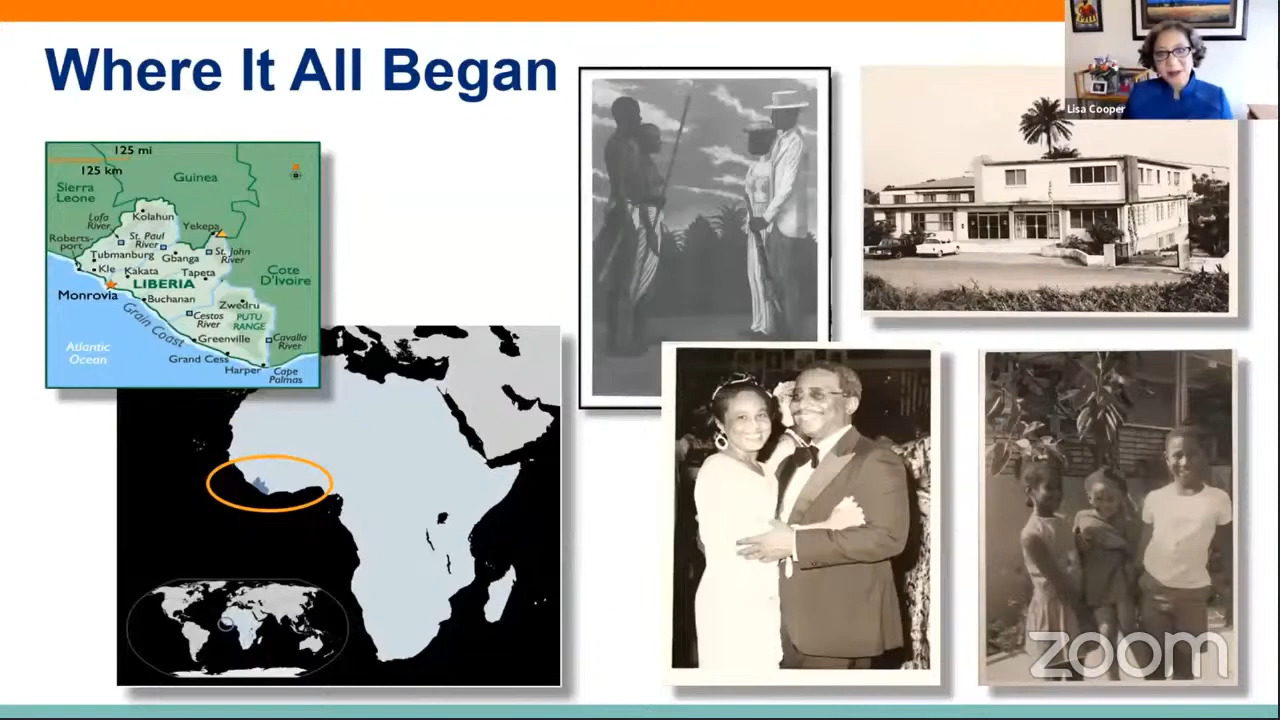 Where It All Began
Lisa Cooper
125 mi
125 km
Guinea
Sierra
Leone
Kolahun
Lofa
River
Yekepa
St. Paul
River
St. John
River
Roberts-
port
Tubmanburg
Gbanga
Kle
Kakata
Tapeta
Cote
D'Ivoire
LIBERIA
Monrovia
Buchanan
Zwedru
Grain Coast
Cestos
River
PUTU
RANGE
Greenville
Cavalla
River
Atlantic
Ocean
Grand Cess
Harper
Cape
Palmas
zoom